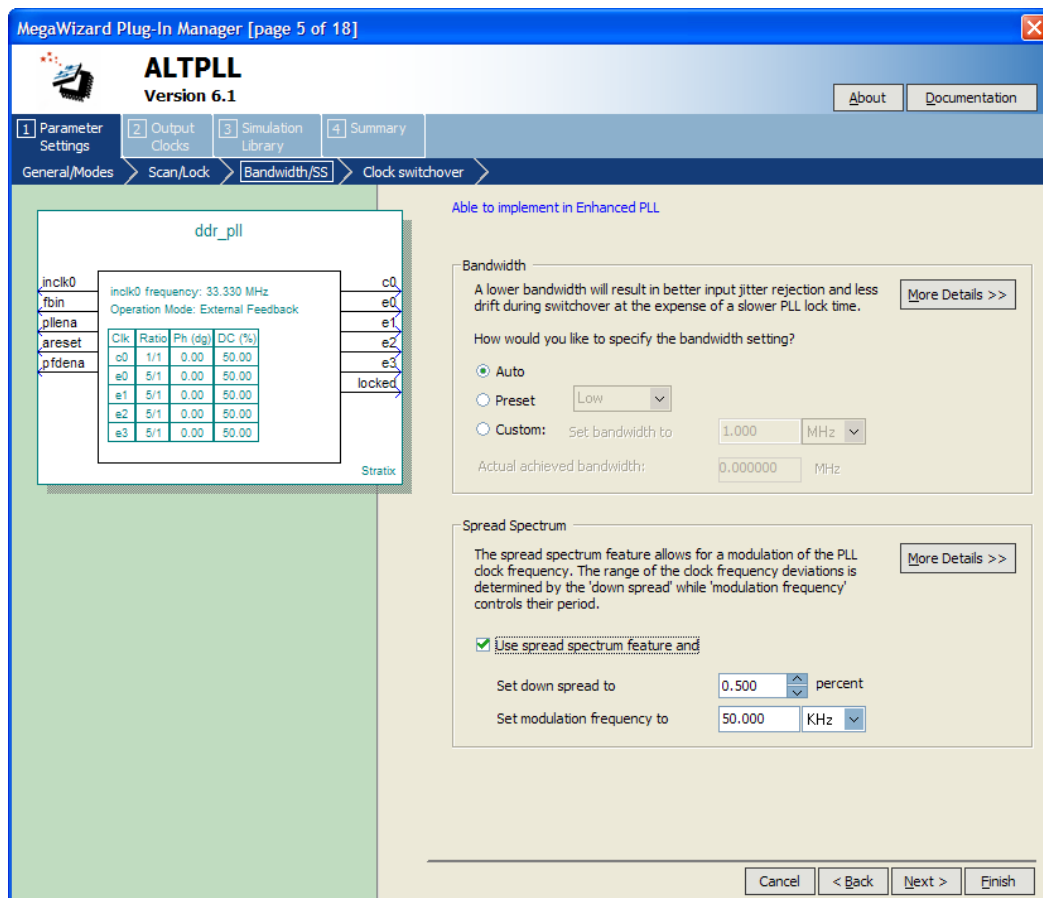 MegaWizard Plug-In Manager [page 5 of 18]
ALTPLL
Version 6.1
About
Documentation
1 Parameter Settings
2 Output Clocks
3 Simulation Library
4 Summary
General/Modes
Scan/Lock
Bandwidth/SS
Clock switchover
ddr_pll
inclk0
fbin
pllena
areset
pfdena
inclk0 frequency: 33.330 MHz
Operation Mode: External Feedback
Clk Ratio Ph (dg) DC (%)
c0 1/1 0.00 50.00
e0 5/1 0.00 50.00
e1 5/1 0.00 50.00
e2 5/1 0.00 50.00
e3 5/1 0.00 50.00
c0
e0
e1
e2
e3
locked
Stratix
Able to implement in Enhanced PLL
Bandwidth
A lower bandwidth will result in better input jitter rejection and less
drift during switchover at the expense of a slower PLL lock time.
More Details >>
How would you like to specify the bandwidth setting?
Auto
Preset Low
Custom: Set bandwidth to 1.000 MHz
Actual achieved bandwidth: 0.000000 MHz
Spread Spectrum
The spread spectrum feature allows for a modulation of the PLL
clock frequency. The range of the clock frequency deviations is
determined by the 'down spread' while 'modulation frequency'
controls their period.
More Details >>
Use spread spectrum feature and
Set down spread to 0.500 percent
Set modulation frequency to 50.000 KHz
Cancel
< Back
Next >
Finish